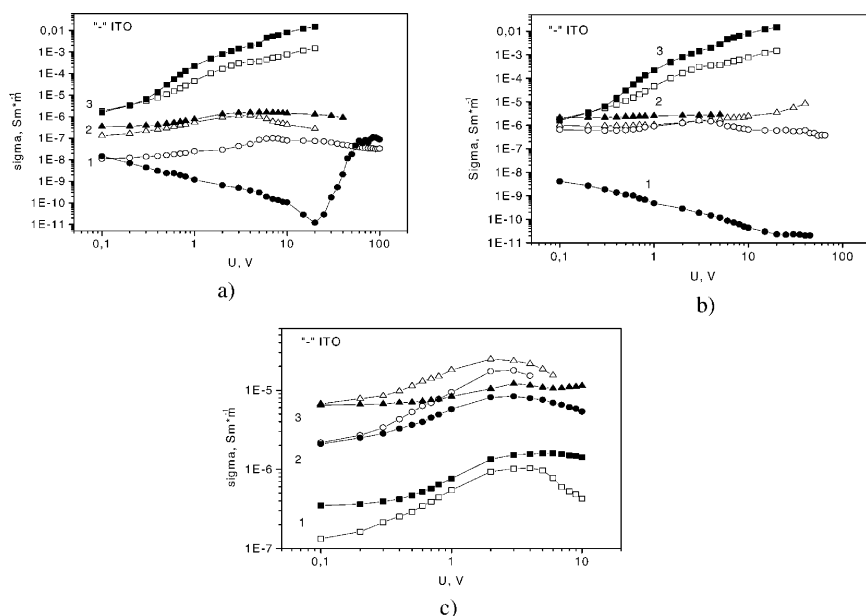 "-" ITO
0,01
1E-3
1E-4
1E-5
1E-6
1E-7
1E-8
1E-9
1E-10
1E-11
sigma, Sm*m⁻¹
3
2
1
0,1
1
10
100
U, V
a)
"-" ITO
0,01
1E-3
1E-4
1E-5
1E-6
1E-7
1E-8
1E-9
1E-10
1E-11
Sigma, Sm*m⁻¹
3
2
1
0,1
1
10
100
U, V
b)
"-" ITO
1E-5
1E-6
1E-7
sigma, Sm*m⁻¹
3
2
1
0,1
1
10
U, V
c)